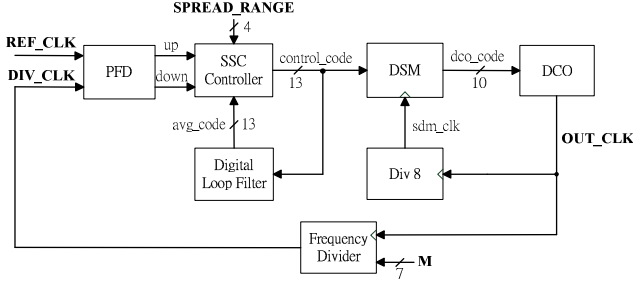 SPREAD_RANGE
4
REF_CLK
up
SSC
Controller
control_code
13
DSM
dco_code
10
DCO
PFD
DIV_CLK
down
avg_code
13
sdm_clk
OUT_CLK
Digital
Loop Filter
Div 8
Frequency
Divider
M
7